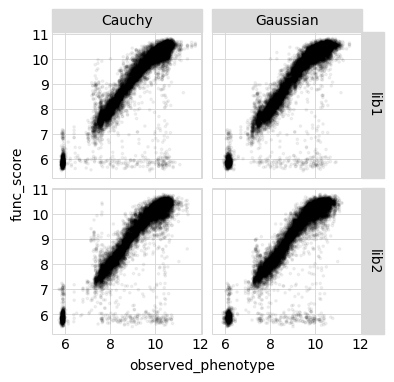 Cauchy Gaussian
11
10
9
8
7
6
lib1
11
10
9
8
7
6
lib2
func_score
6 8 10 12 6 8 10 12
observed_phenotype